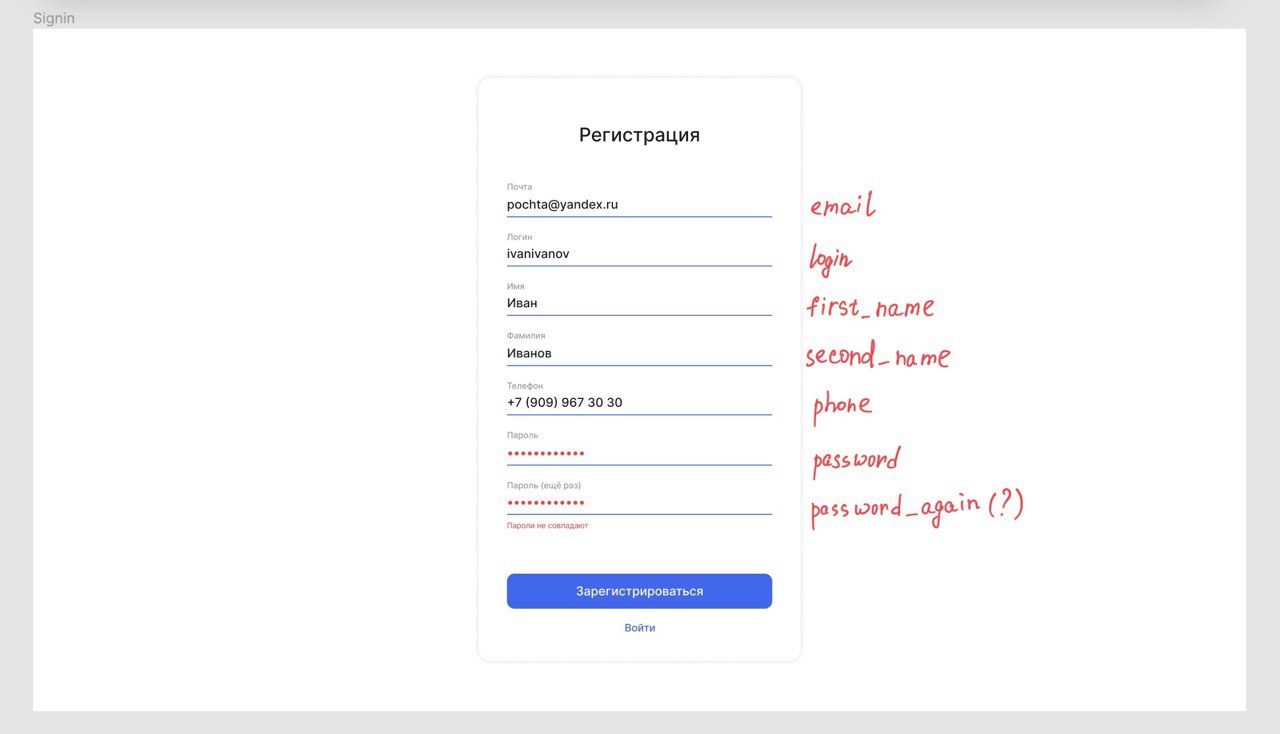 Signin
Регистрация
Почта
pochta@yandex.ru
email
Логин
ivanivanov
login
Имя
Иван
first_name
Фамилия
Иванов
second_name
Телефон
+7 (909) 967 30 30
phone
Пароль
••••••••••••
password
Пароль (ещё раз)
••••••••••••
password_again (?)
Пароли не совпадают
Зарегистрироваться
Войти